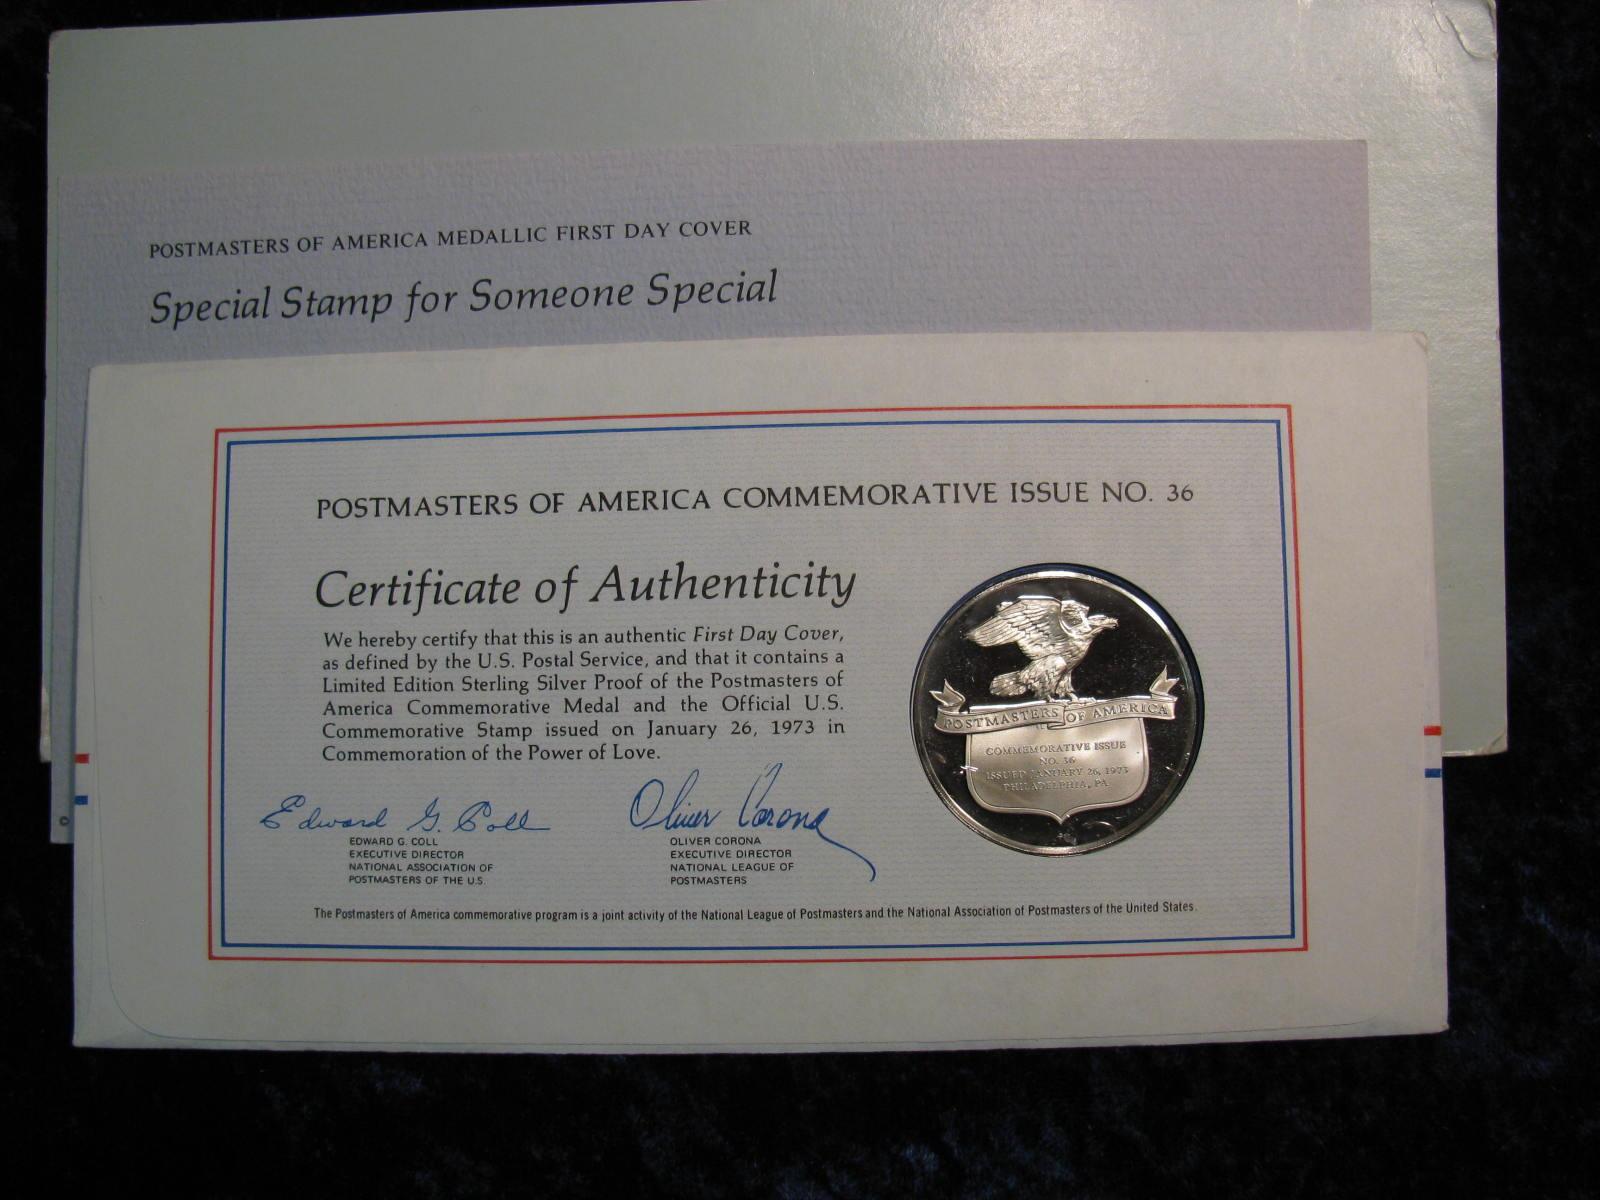 POSTMASTERS OF AMERICA MEDALLIC FIRST DAY COVER
Special Stamp for Someone Special
POSTMASTERS OF AMERICA COMMEMORATIVE ISSUE NO. 36
Certificate of Authenticity
We hereby certify that this is an authentic First Day Cover,
as defined by the U.S. Postal Service, and that it contains a
Limited Edition Sterling Silver Proof of the Postmasters of
America Commemorative Medal and the Official U.S.
Commemorative Stamp issued on January 26, 1973 in
Commemoration of the Power of Love.
Edward G. Coll
EDWARD G. COLL
EXECUTIVE DIRECTOR
NATIONAL ASSOCIATION OF
POSTMASTERS OF THE U.S.
Oliver Corona
OLIVER CORONA
EXECUTIVE DIRECTOR
NATIONAL LEAGUE OF
POSTMASTERS
POSTMASTERS OF AMERICA
COMMEMORATIVE ISSUE
NO. 36
ISSUED JANUARY 26, 1973
PHILADELPHIA, PA
The Postmasters of America commemorative program is a joint activity of the National League of Postmasters and the National Association of Postmasters of the United States.